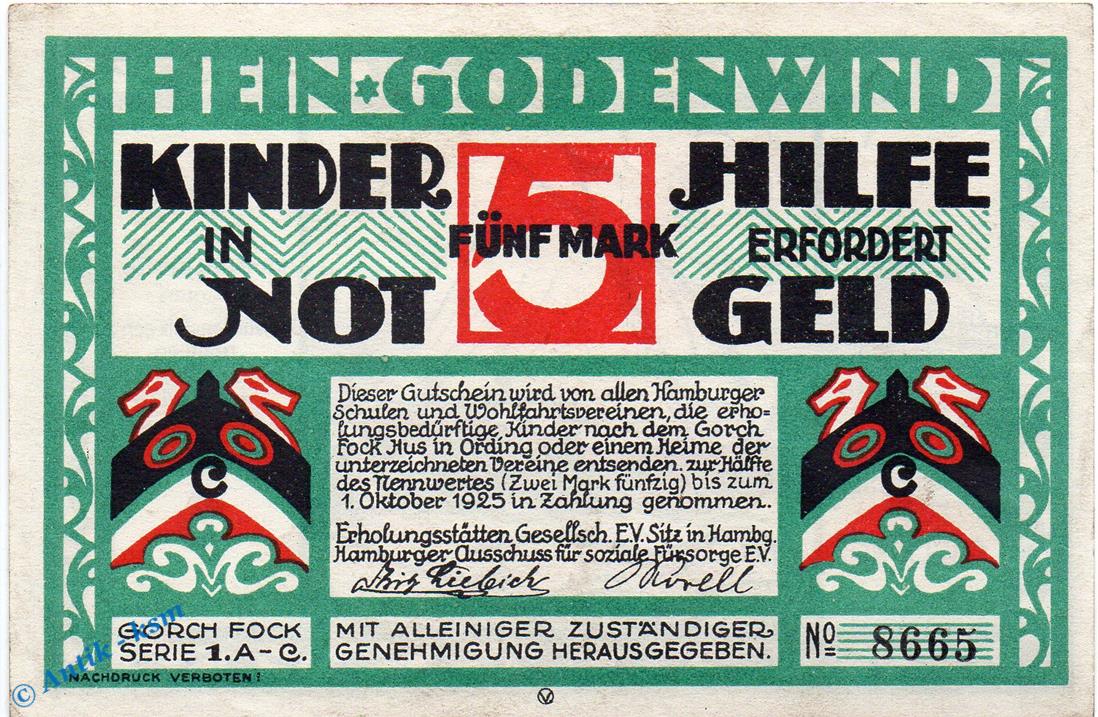 HEIN * GODENWIND
KINDER HILFE
5
IN FÜNF MARK ERFORDERT
NOT GELD
C C
Dieser Gutschein wird von allen Hamburger
Schulen und Wohlfahrtsvereinen, die erho=
lungsbedürftige Kinder nach dem Gorch
Fock Hus in Ording oder einem Heime der
unterzeichneten Vereine entsenden, zur Hälfte
des Nennwertes (Zwei Mark fünfzig) bis zum
1. Oktober 1925 in Zahlung genommen.
Erholungsstätten Gesellsch. E.V. Sitz in Hambg.
Hamburger Ausschuss für soziale Fürsorge E.V.
GORCH FOCK
SERIE 1.A-C.
MIT ALLEINIGER ZUSTÄNDIGER
GENEHMIGUNG HERAUSGEGEBEN.
No 8665
NACHDRUCK VERBOTEN!
© Antik - ksm